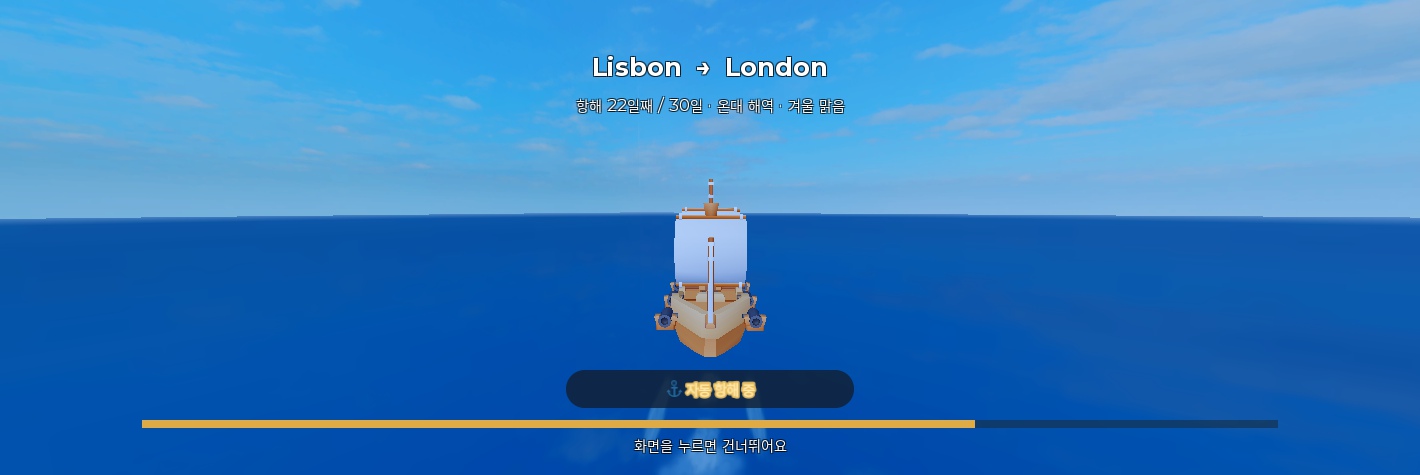 Lisbon → London
항해 22일째 / 30일 · 온대 해역 · 겨울 맑음
⚓ 자동 항해 중
화면을 누르면 건너뛰어요